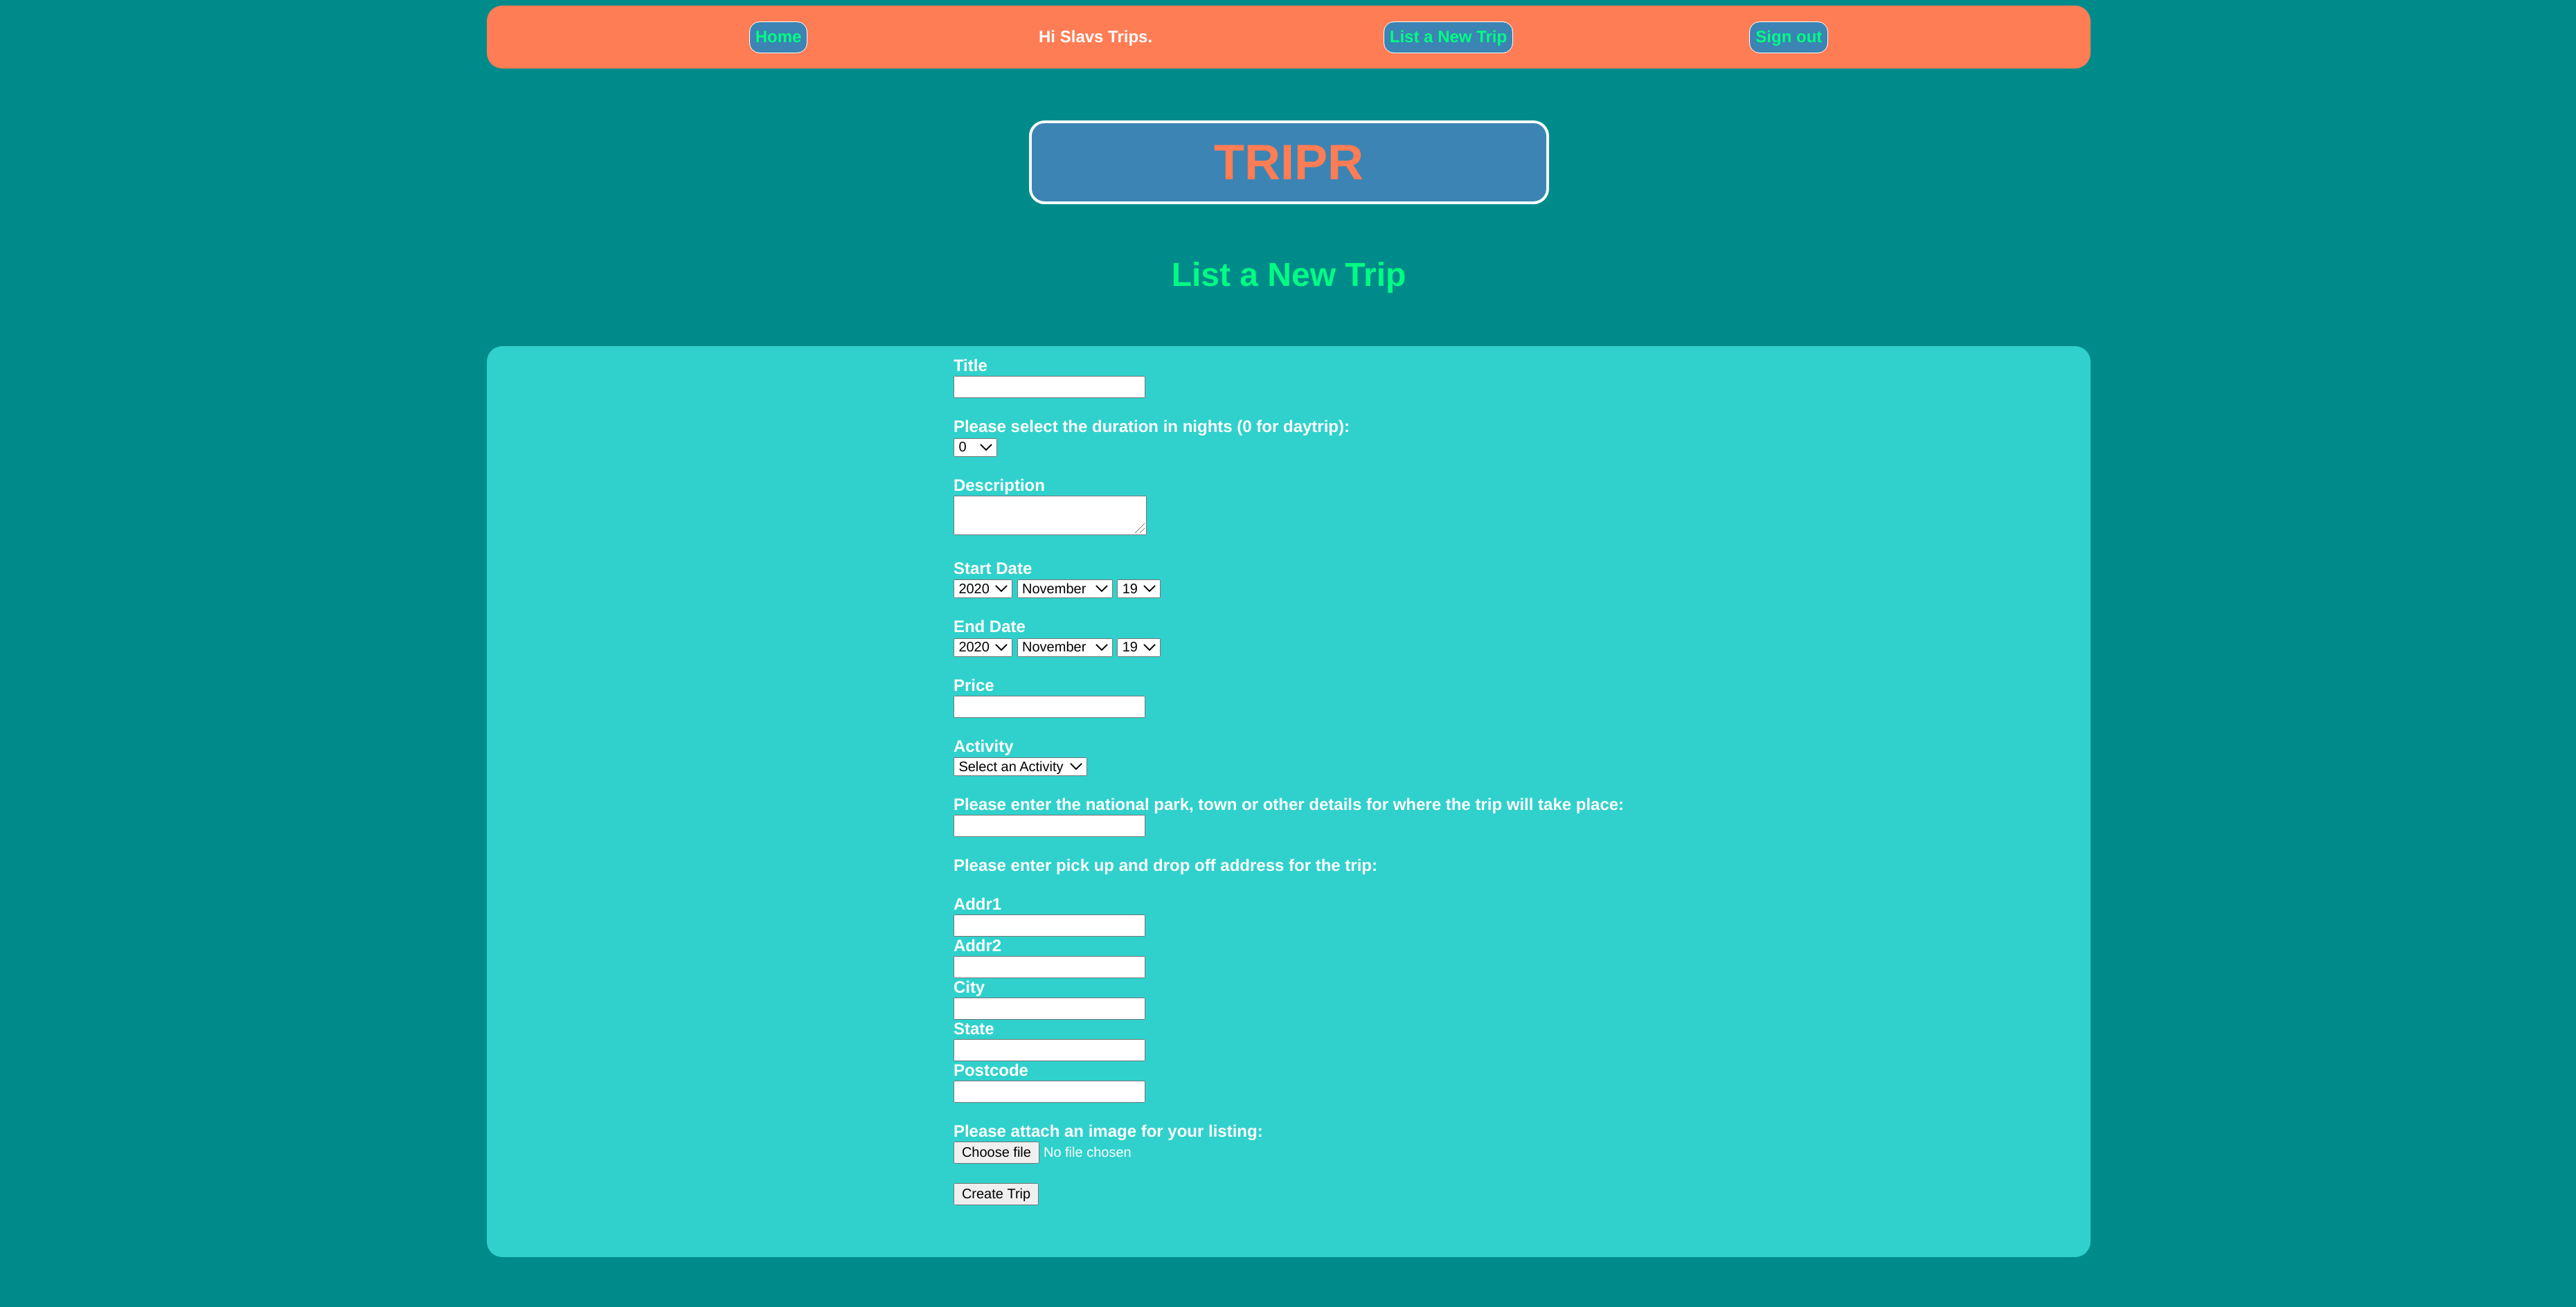 Home Hi Slavs Trips. List a New Trip Sign out
TRIPR
List a New Trip
Title
Please select the duration in nights (0 for daytrip):
0
Description
Start Date
2020 November 19
End Date
2020 November 19
Price
Activity
Select an Activity
Please enter the national park, town or other details for where the trip will take place:
Please enter pick up and drop off address for the trip:
Addr1
Addr2
City
State
Postcode
Please attach an image for your listing:
Choose file No file chosen
Create Trip